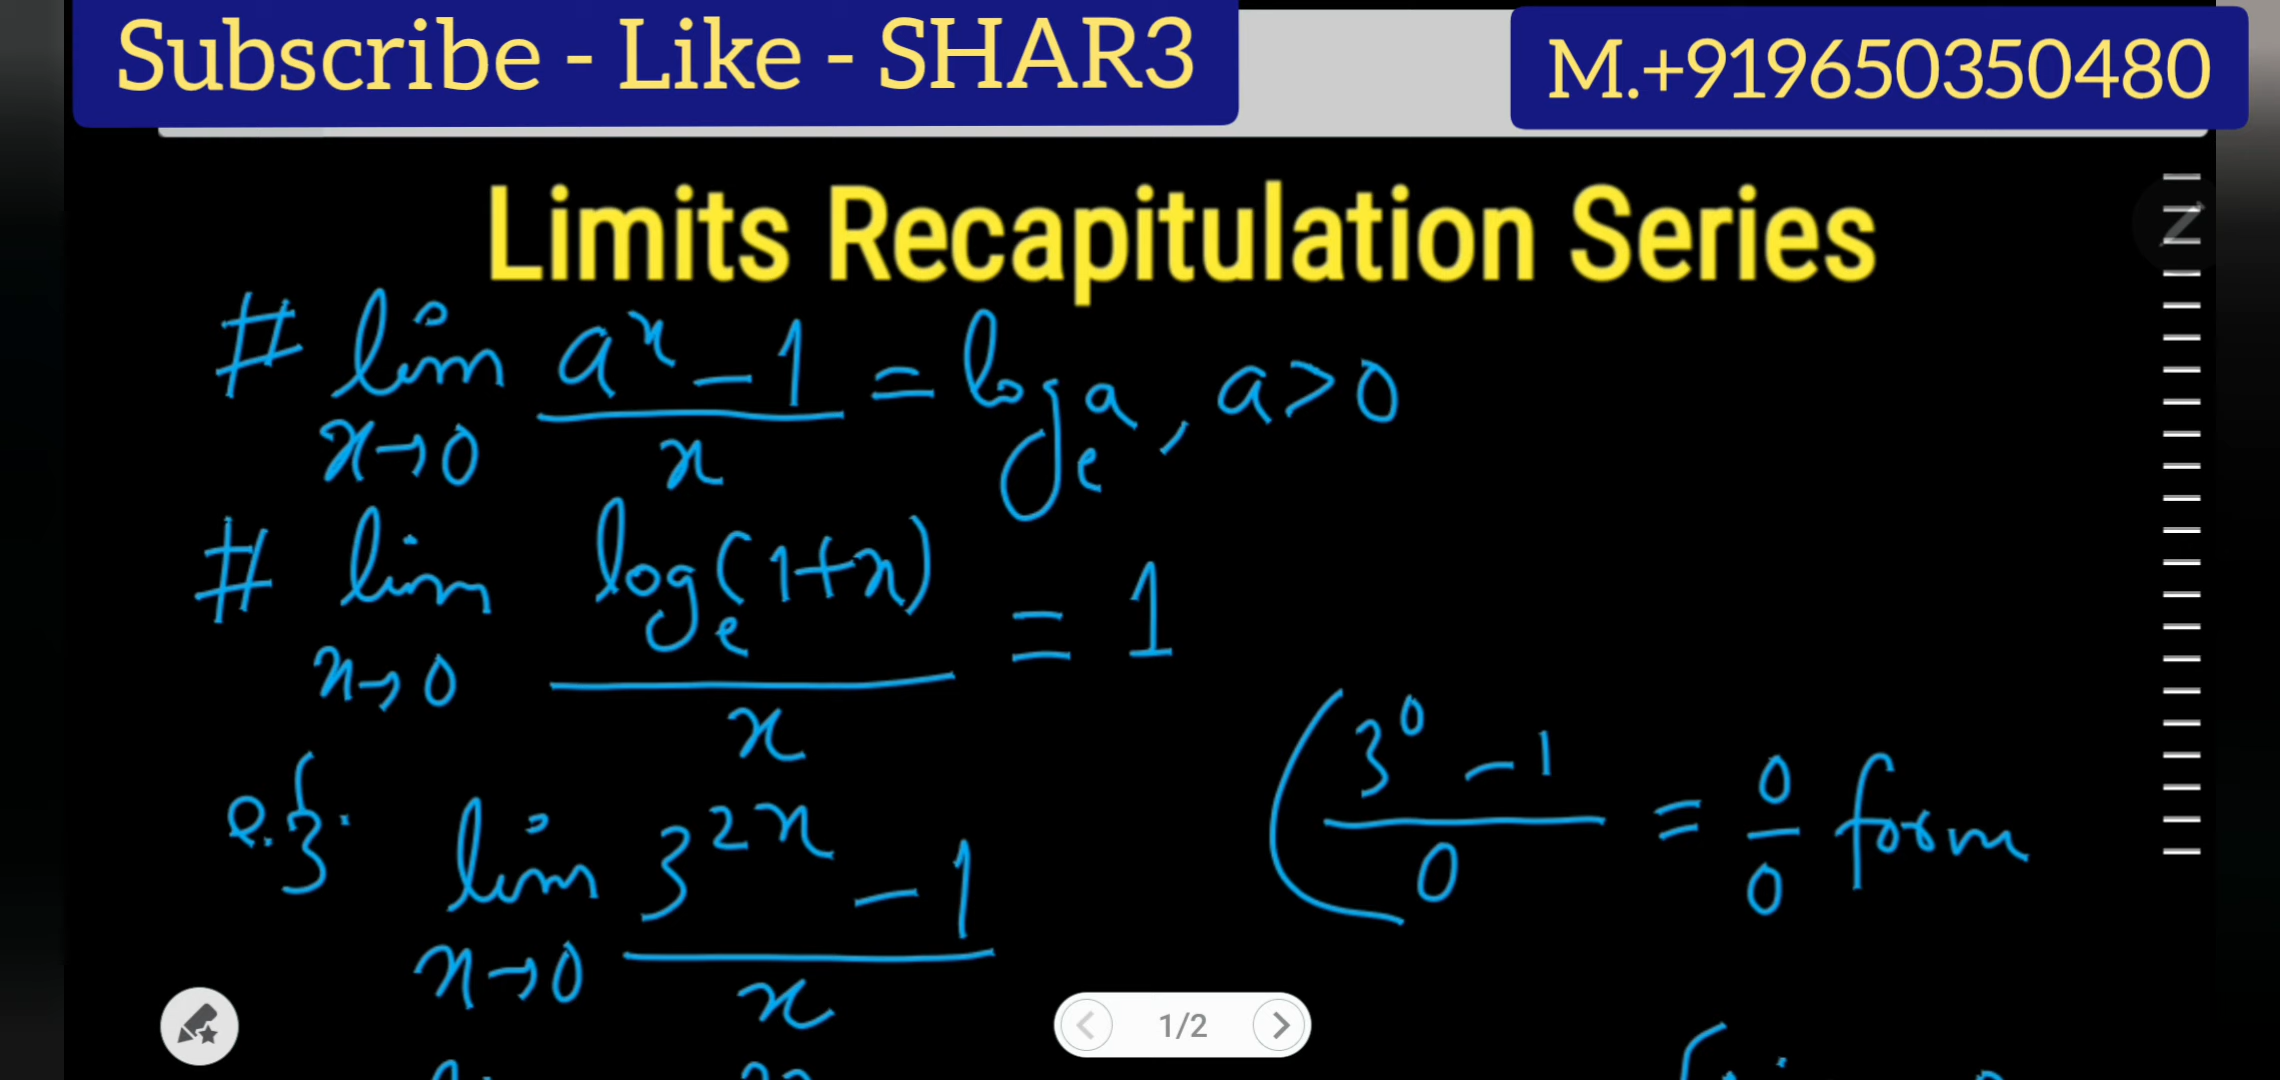 Subscribe - Like - SHAR3
M.+919650350480
Limits Recapitulation Series
# lim x→0 (a^x - 1)/x = log_e a, a>0
# lim x→0 log_e(1+x)/x = 1
e.g. lim x→0 (3^2x - 1)/x
(3^0 - 1)/0 = 0/0 form
1/2